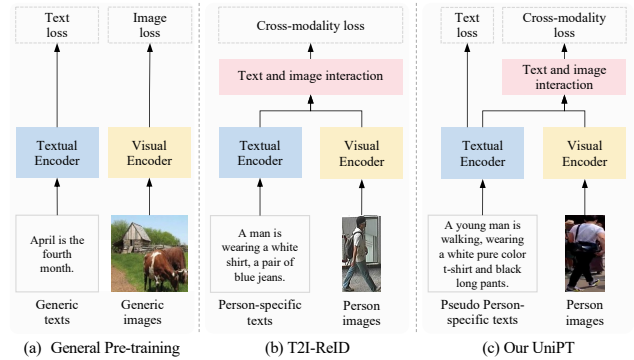 Text
loss
Image
loss
Textual
Encoder
Visual
Encoder
April is the
fourth
month.
Generic
texts
Generic
images
(a) General Pre-training
Cross-modality loss
Text and image interaction
Textual
Encoder
Visual
Encoder
A man is
wearing a white
shirt, a pair of
blue jeans.
Person-specific
texts
Person
images
(b) T2I-ReID
Text
loss
Cross-modality loss
Text and image
interaction
Textual
Encoder
Visual
Encoder
A young man is
walking, wearing
a white pure color
t-shirt and black
long pants.
Pseudo Person-
specific texts
Person
images
(c) Our UniPT